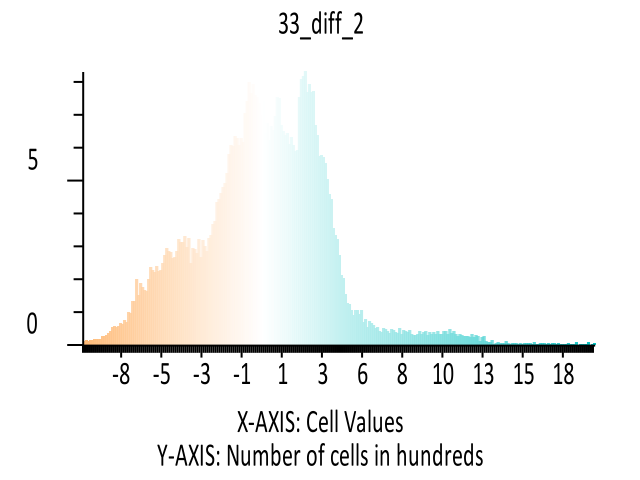 33_diff_2
5
0
-8 -5 -3 -1 1 3 6 8 10 13 15 18
X-AXIS: Cell Values
Y-AXIS: Number of cells in hundreds